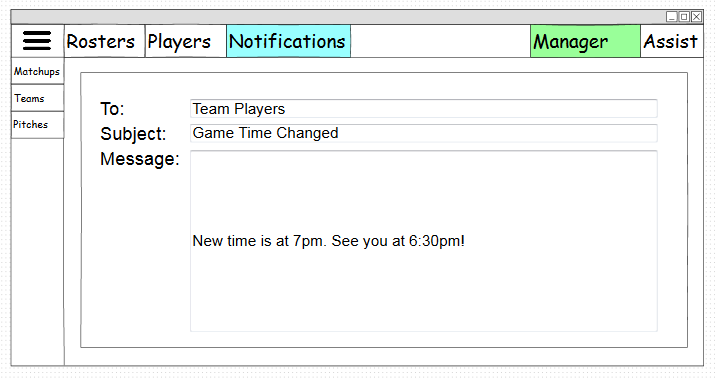 Rosters Players Notifications Manager Assist
Matchups
Teams
Pitches
To: Team Players
Subject: Game Time Changed
Message:
New time is at 7pm. See you at 6:30pm!